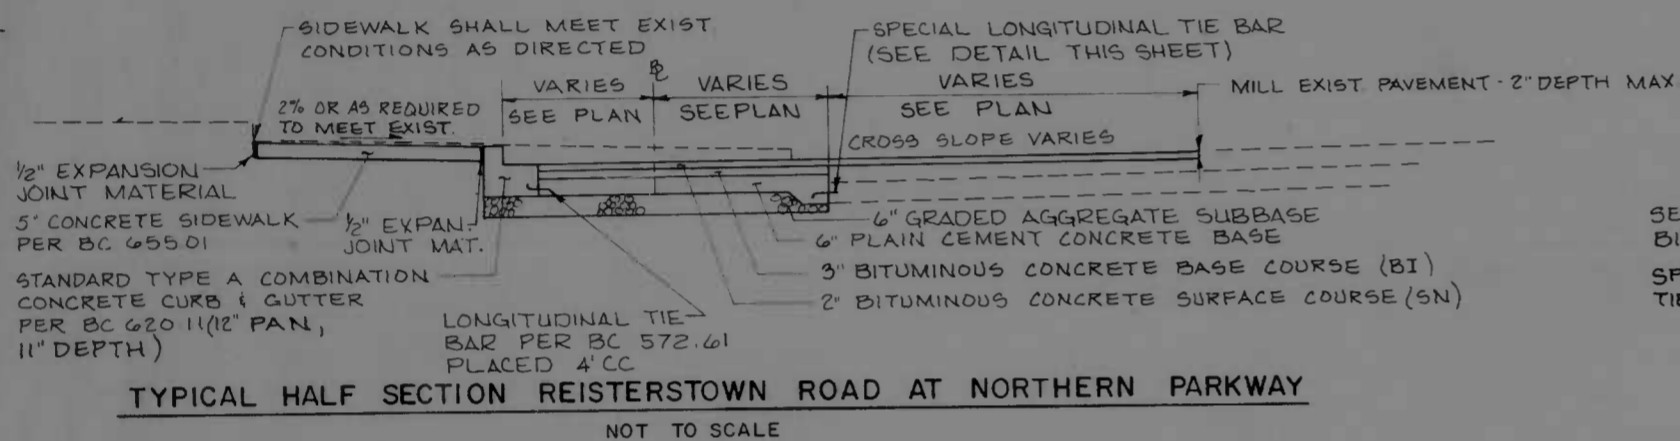 SIDEWALK SHALL MEET EXIST
CONDITIONS AS DIRECTED
SPECIAL LONGITUDINAL TIE BAR
(SEE DETAIL THIS SHEET)
VARIES
SEE PLAN
VARIES
SEE PLAN
VARIES
SEE PLAN
MILL EXIST PAVEMENT - 2" DEPTH MAX
2% OR AS REQUIRED
TO MEET EXIST.
CROSS SLOPE VARIES
1/2" EXPANSION
JOINT MATERIAL
5' CONCRETE SIDEWALK
PER BC 655.01
1/2" EXPAN-
JOINT MAT.
6" GRADED AGGREGATE SUBBASE
6" PLAIN CEMENT CONCRETE BASE
3" BITUMINOUS CONCRETE BASE COURSE (BI)
2" BITUMINOUS CONCRETE SURFACE COURSE (SN)
STANDARD TYPE A COMBINATION
CONCRETE CURB & GUTTER
PER BC 620 11 (12" PAN,
11" DEPTH)
LONGITUDINAL TIE
BAR PER BC 572.61
PLACED 4' CC
SE
BI
SP
TIE
TYPICAL HALF SECTION REISTERSTOWN ROAD AT NORTHERN PARKWAY
NOT TO SCALE